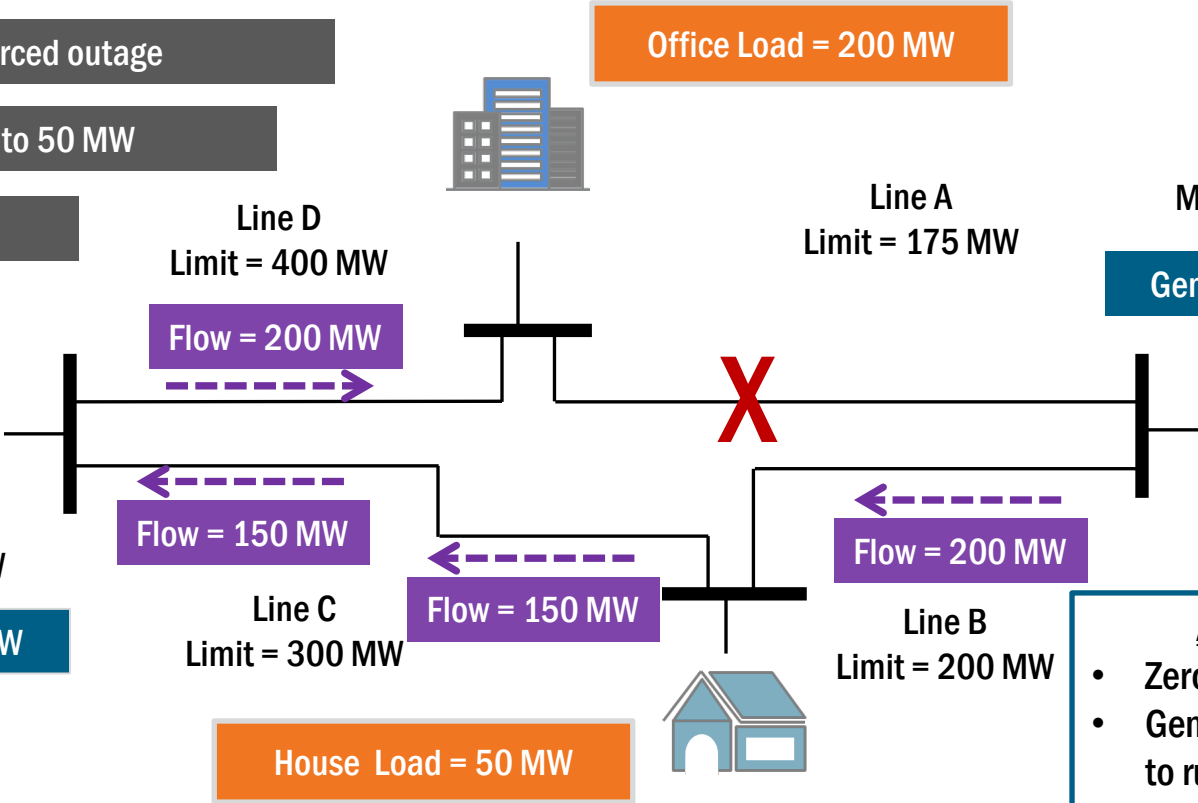 rced outage
Office Load = 200 MW
to 50 MW
Line D
Limit = 400 MW
Line A
Limit = 175 MW
M
Gen
Flow = 200 MW
X
Flow = 150 MW
Flow = 200 MW
W
Line C
Limit = 300 MW
Flow = 150 MW
Line B
Limit = 200 MW
• Zero
• Gen
to ru
House Load = 50 MW